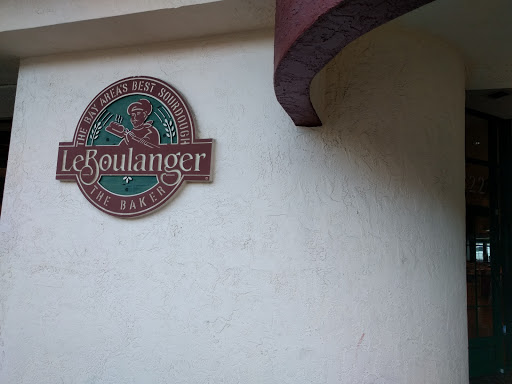 THE BAY AREA'S BEST SOURDOUGH
LeBoulanger
THE BAKER